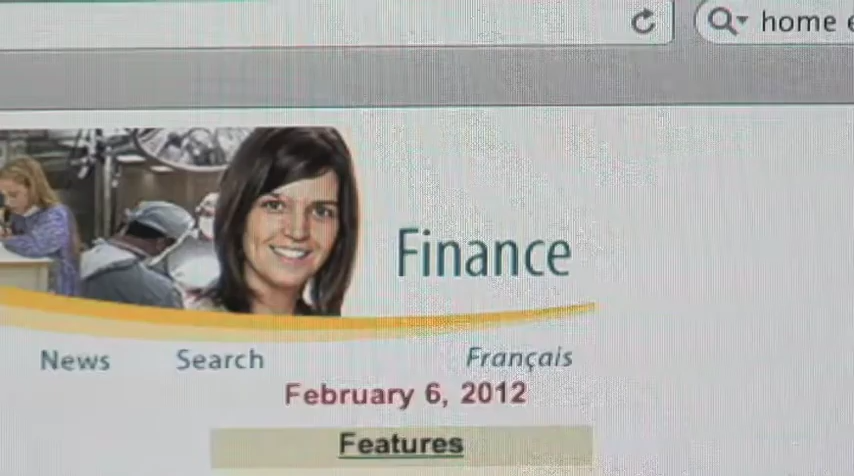 home
Finance
News Search Français
February 6, 2012
Features